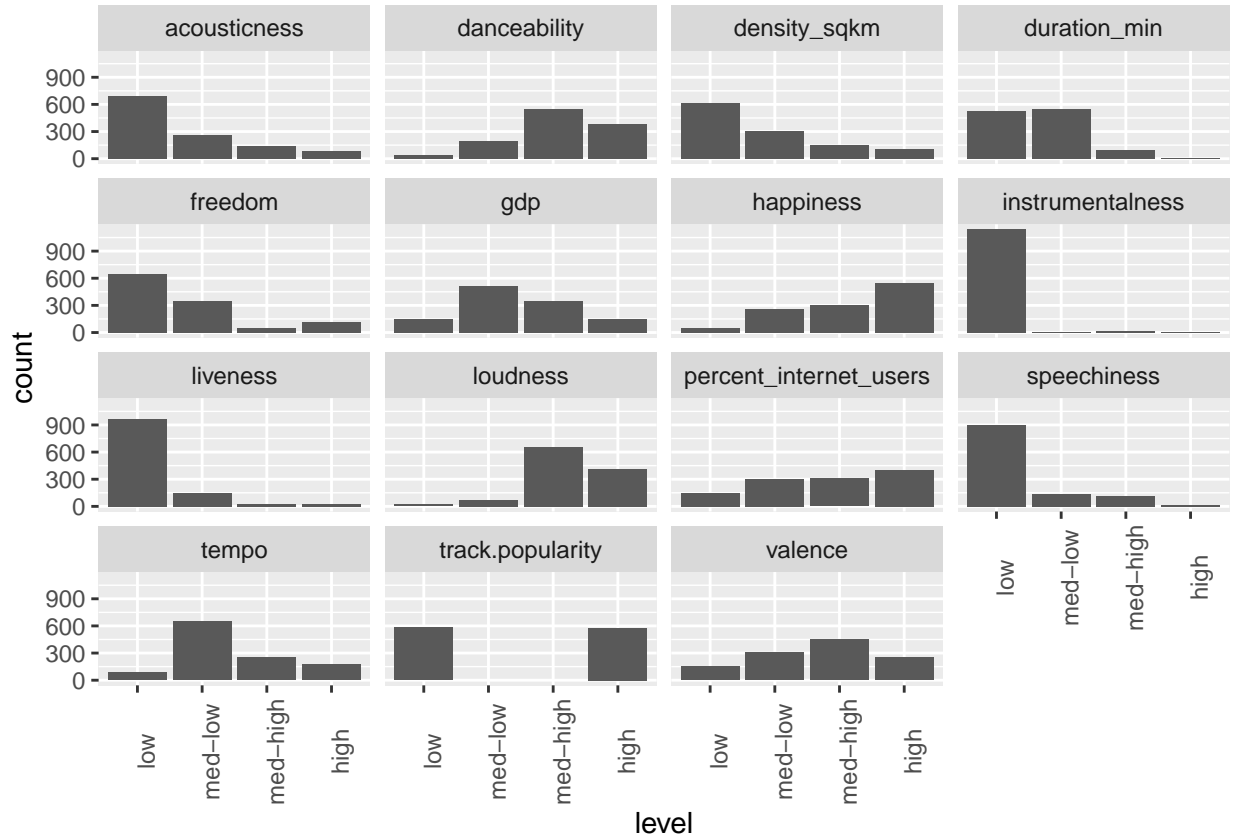 acousticness
danceability
density_sqkm
duration_min
900
600
300
0
freedom
gdp
happiness
instrumentalness
900
600
300
0
count
liveness
loudness
percent_internet_users
speechiness
900
600
300
0
low
med−low
med−high
high
tempo
track.popularity
valence
900
600
300
0
low
med−low
med−high
high
low
med−low
med−high
high
low
med−low
med−high
high
level